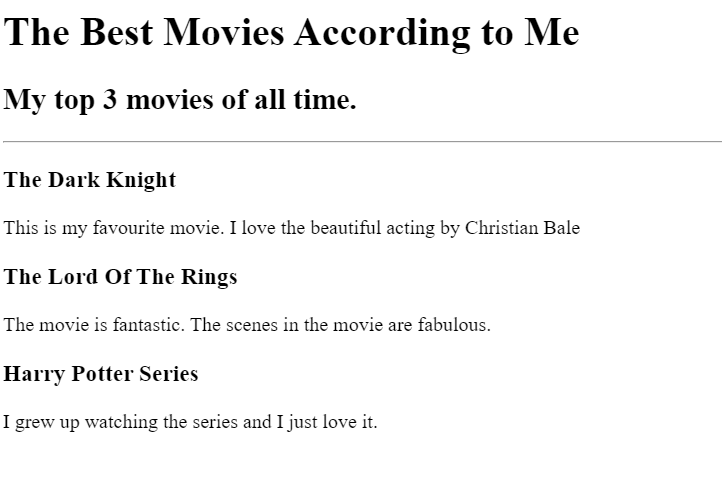 The Best Movies According to Me
My top 3 movies of all time.
The Dark Knight
This is my favourite movie. I love the beautiful acting by Christian Bale
The Lord Of The Rings
The movie is fantastic. The scenes in the movie are fabulous.
Harry Potter Series
I grew up watching the series and I just love it.